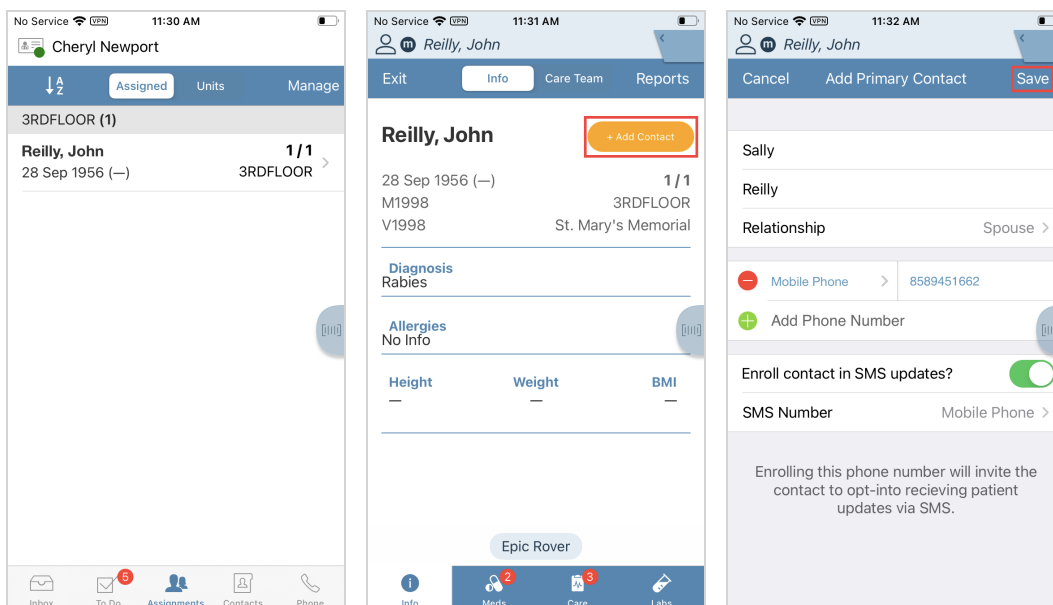 No Service VPN 11:30 AM
Cheryl Newport
A Z Assigned Units Manage
3RDFLOOR (1)
Reilly, John 1 / 1
28 Sep 1956 (—) 3RDFLOOR
5
Inbox To Do Assignments Contacts Phone
No Service VPN 11:31 AM
m Reilly, John
Exit Info Care Team Reports
Reilly, John + Add Contact
28 Sep 1956 (—) 1 / 1
M1998 3RDFLOOR
V1998 St. Mary's Memorial
Diagnosis
Rabies
Allergies
No Info
Height Weight BMI
— — —
Epic Rover
i 2 3
Info Meds Care Labs
No Service VPN 11:32 AM
m Reilly, John
Cancel Add Primary Contact Save
Sally
Reilly
Relationship Spouse
Mobile Phone 8589451662
Add Phone Number
Enroll contact in SMS updates?
SMS Number Mobile Phone
Enrolling this phone number will invite the
contact to opt-into recieving patient
updates via SMS.